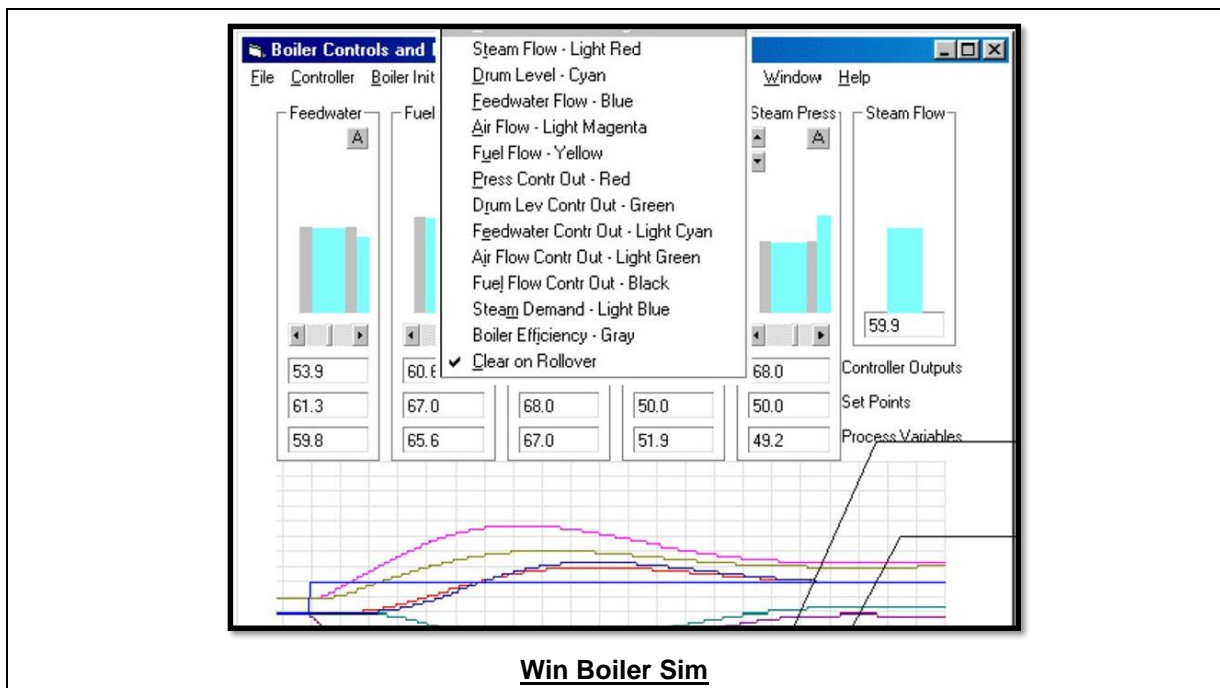 Boiler Controls and
File Controller Boiler Init Window Help
Steam Flow - Light Red
Drum Level - Cyan
Feedwater Flow - Blue
Air Flow - Light Magenta
Fuel Flow - Yellow
Press Contr Out - Red
Drum Lev Contr Out - Green
Feedwater Contr Out - Light Cyan
Air Flow Contr Out - Light Green
Fuel Flow Contr Out - Black
Steam Demand - Light Blue
Boiler Efficiency - Gray
✓ Clear on Rollover
Feedwater Fuel Steam Press Steam Flow
A A
59.9
53.9 60.6 68.0 Controller Outputs
61.3 67.0 68.0 50.0 50.0 Set Points
59.8 65.6 67.0 51.9 49.2 Process Variables
Win Boiler Sim